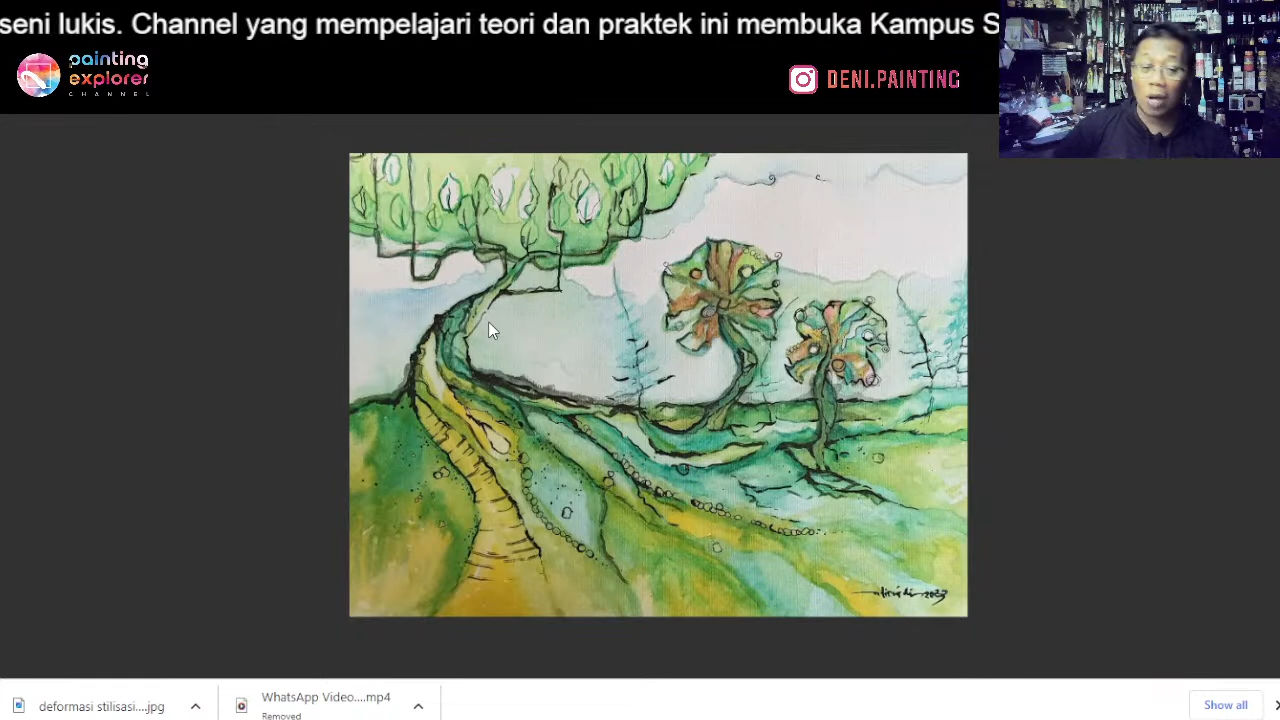 seni lukis. Channel yang mempelajari teori dan praktek ini membuka Kampus S
painting
explorer
CHANNEL
DENI.PAINTING
2023
deformasi stilisasi....jpg
WhatsApp Video....mp4
Removed
Show all